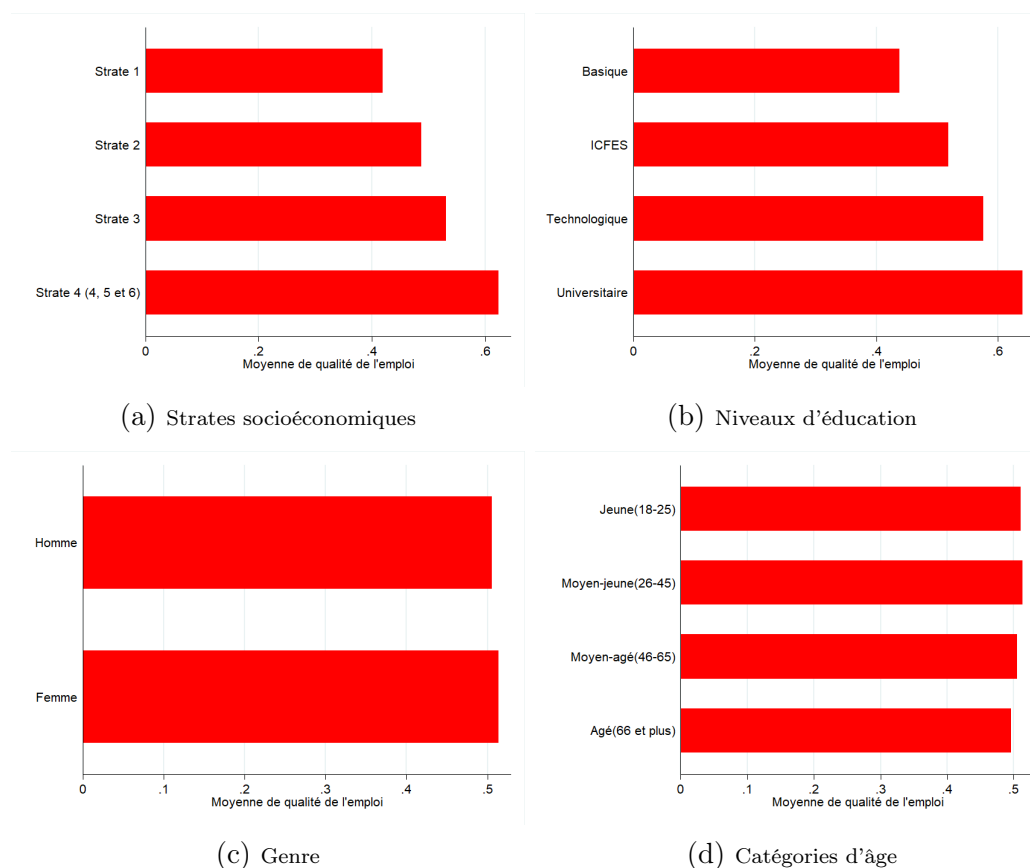 Strate 1
Strate 2
Strate 3
Strate 4 (4, 5 et 6)
0 .2 .4 .6
Moyenne de qualité de l'emploi
(a) Strates socioéconomiques
Basique
ICFES
Technologique
Universitaire
0 .2 .4 .6
Moyenne de qualité de l'emploi
(b) Niveaux d'éducation
Homme
Femme
0 .1 .2 .3 .4 .5
Moyenne de qualité de l'emploi
(c) Genre
Jeune(18-25)
Moyen-jeune(26-45)
Moyen-agé(46-65)
Agé(66 et plus)
0 .1 .2 .3 .4 .5
Moyenne de qualité de l'emploi
(d) Catégories d'âge